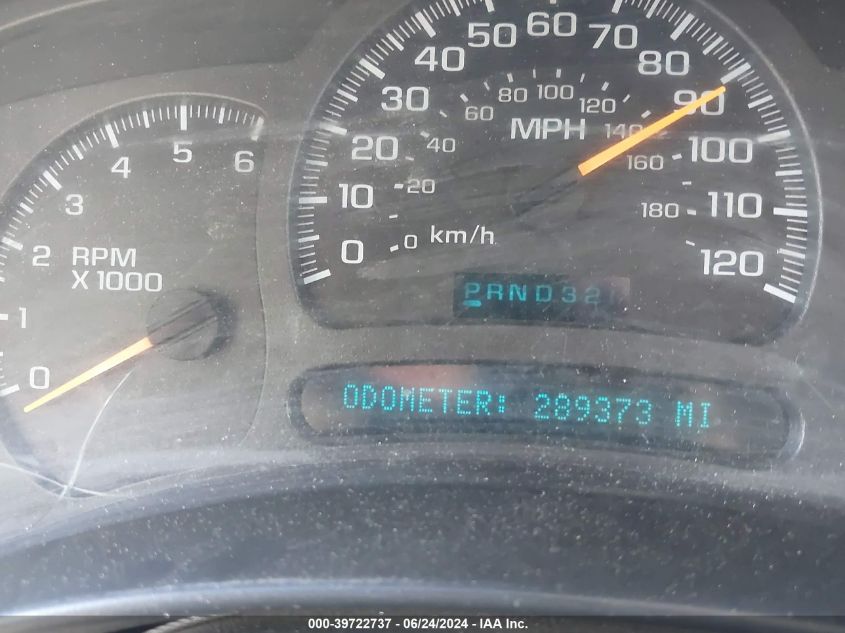 0 1 2 3 4 5 6
RPM
X 1000
0 10 20 30 40 50 60 70 80 90 100 110 120
MPH
0 20 40 60 80 100 120 140 160 180
km/h
PRND32
ODOMETER: 289373 MI
000-39722737 - 06/24/2024 - IAA Inc.